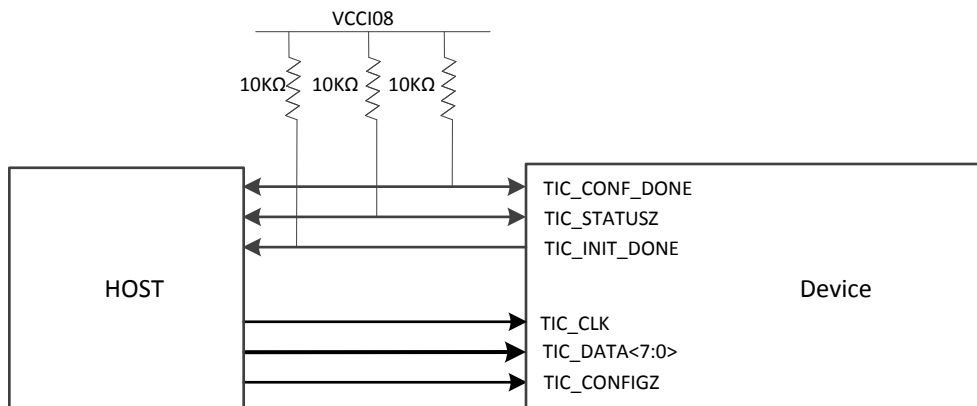 VCCI08
10KΩ 10KΩ 10KΩ
TIC_CONF_DONE
TIC_STATUSZ
TIC_INIT_DONE
HOST
Device
TIC_CLK
TIC_DATA<7:0>
TIC_CONFIGZ